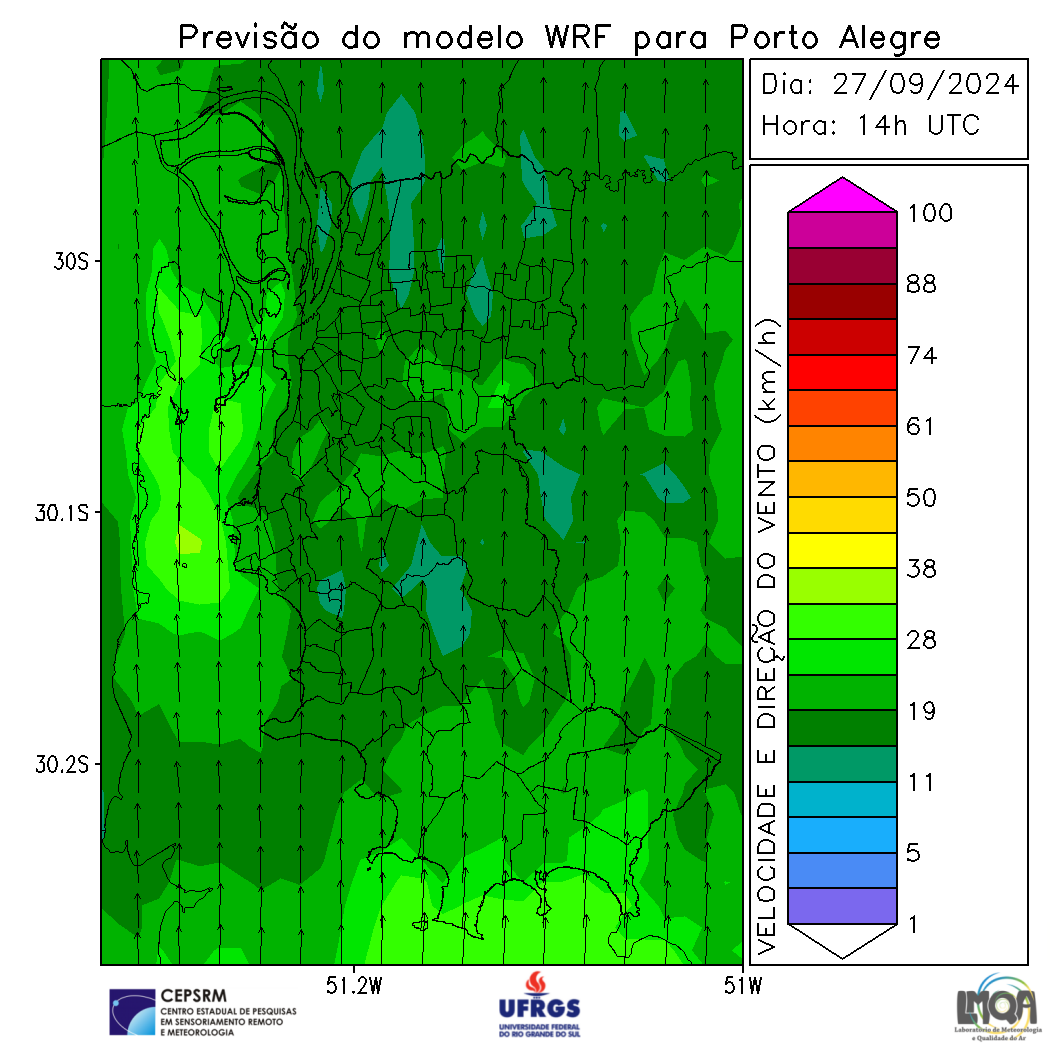 Previsão do modelo WRF para Porto Alegre
Dia: 27/09/2024
Hora: 14h UTC
30S
30.1S
30.2S
51.2W
51W
VELOCIDADE E DIREÇÃO DO VENTO (km/h)
100
88
74
61
50
38
28
19
11
5
1
CEPSRM
CENTRO ESTADUAL DE PESQUISAS
EM SENSORIAMENTO REMOTO
E METEOROLOGIA
UFRGS
UNIVERSIDADE FEDERAL
DO RIO GRANDE DO SUL
LMQA
Laboratório de Meteorologia
e Qualidade do Ar